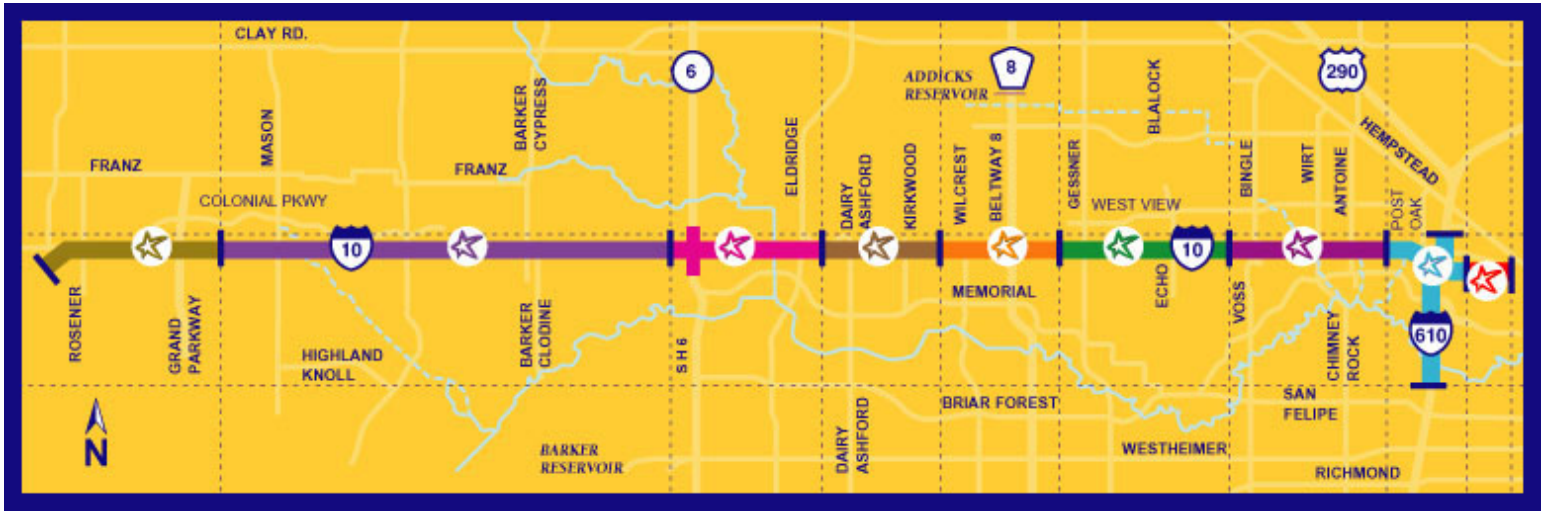 CLAY RD.
6
8
ADDICKS
RESERVOIR
BLALOCK
290
HEMPSTEAD
MASON
BARKER
CYPRESS
ELDRIDGE
FRANZ
FRANZ
DAIRY
ASHFORD
KIRKWOOD
WILCREST
BELTWAY 8
GESSNER
BINGLE
WIRT
ANTOINE
COLONIAL PKWY
WEST VIEW
POST
OAK
10
10
ROSENER
GRAND
PARKWAY
HIGHLAND
KNOLL
BARKER
CLODINE
S H 6
MEMORIAL
ECHO
VOSS
CHIMNEY
ROCK
610
N
BARKER
RESERVOIR
DAIRY
ASHFORD
BRIAR FOREST
SAN
FELIPE
WESTHEIMER
RICHMOND